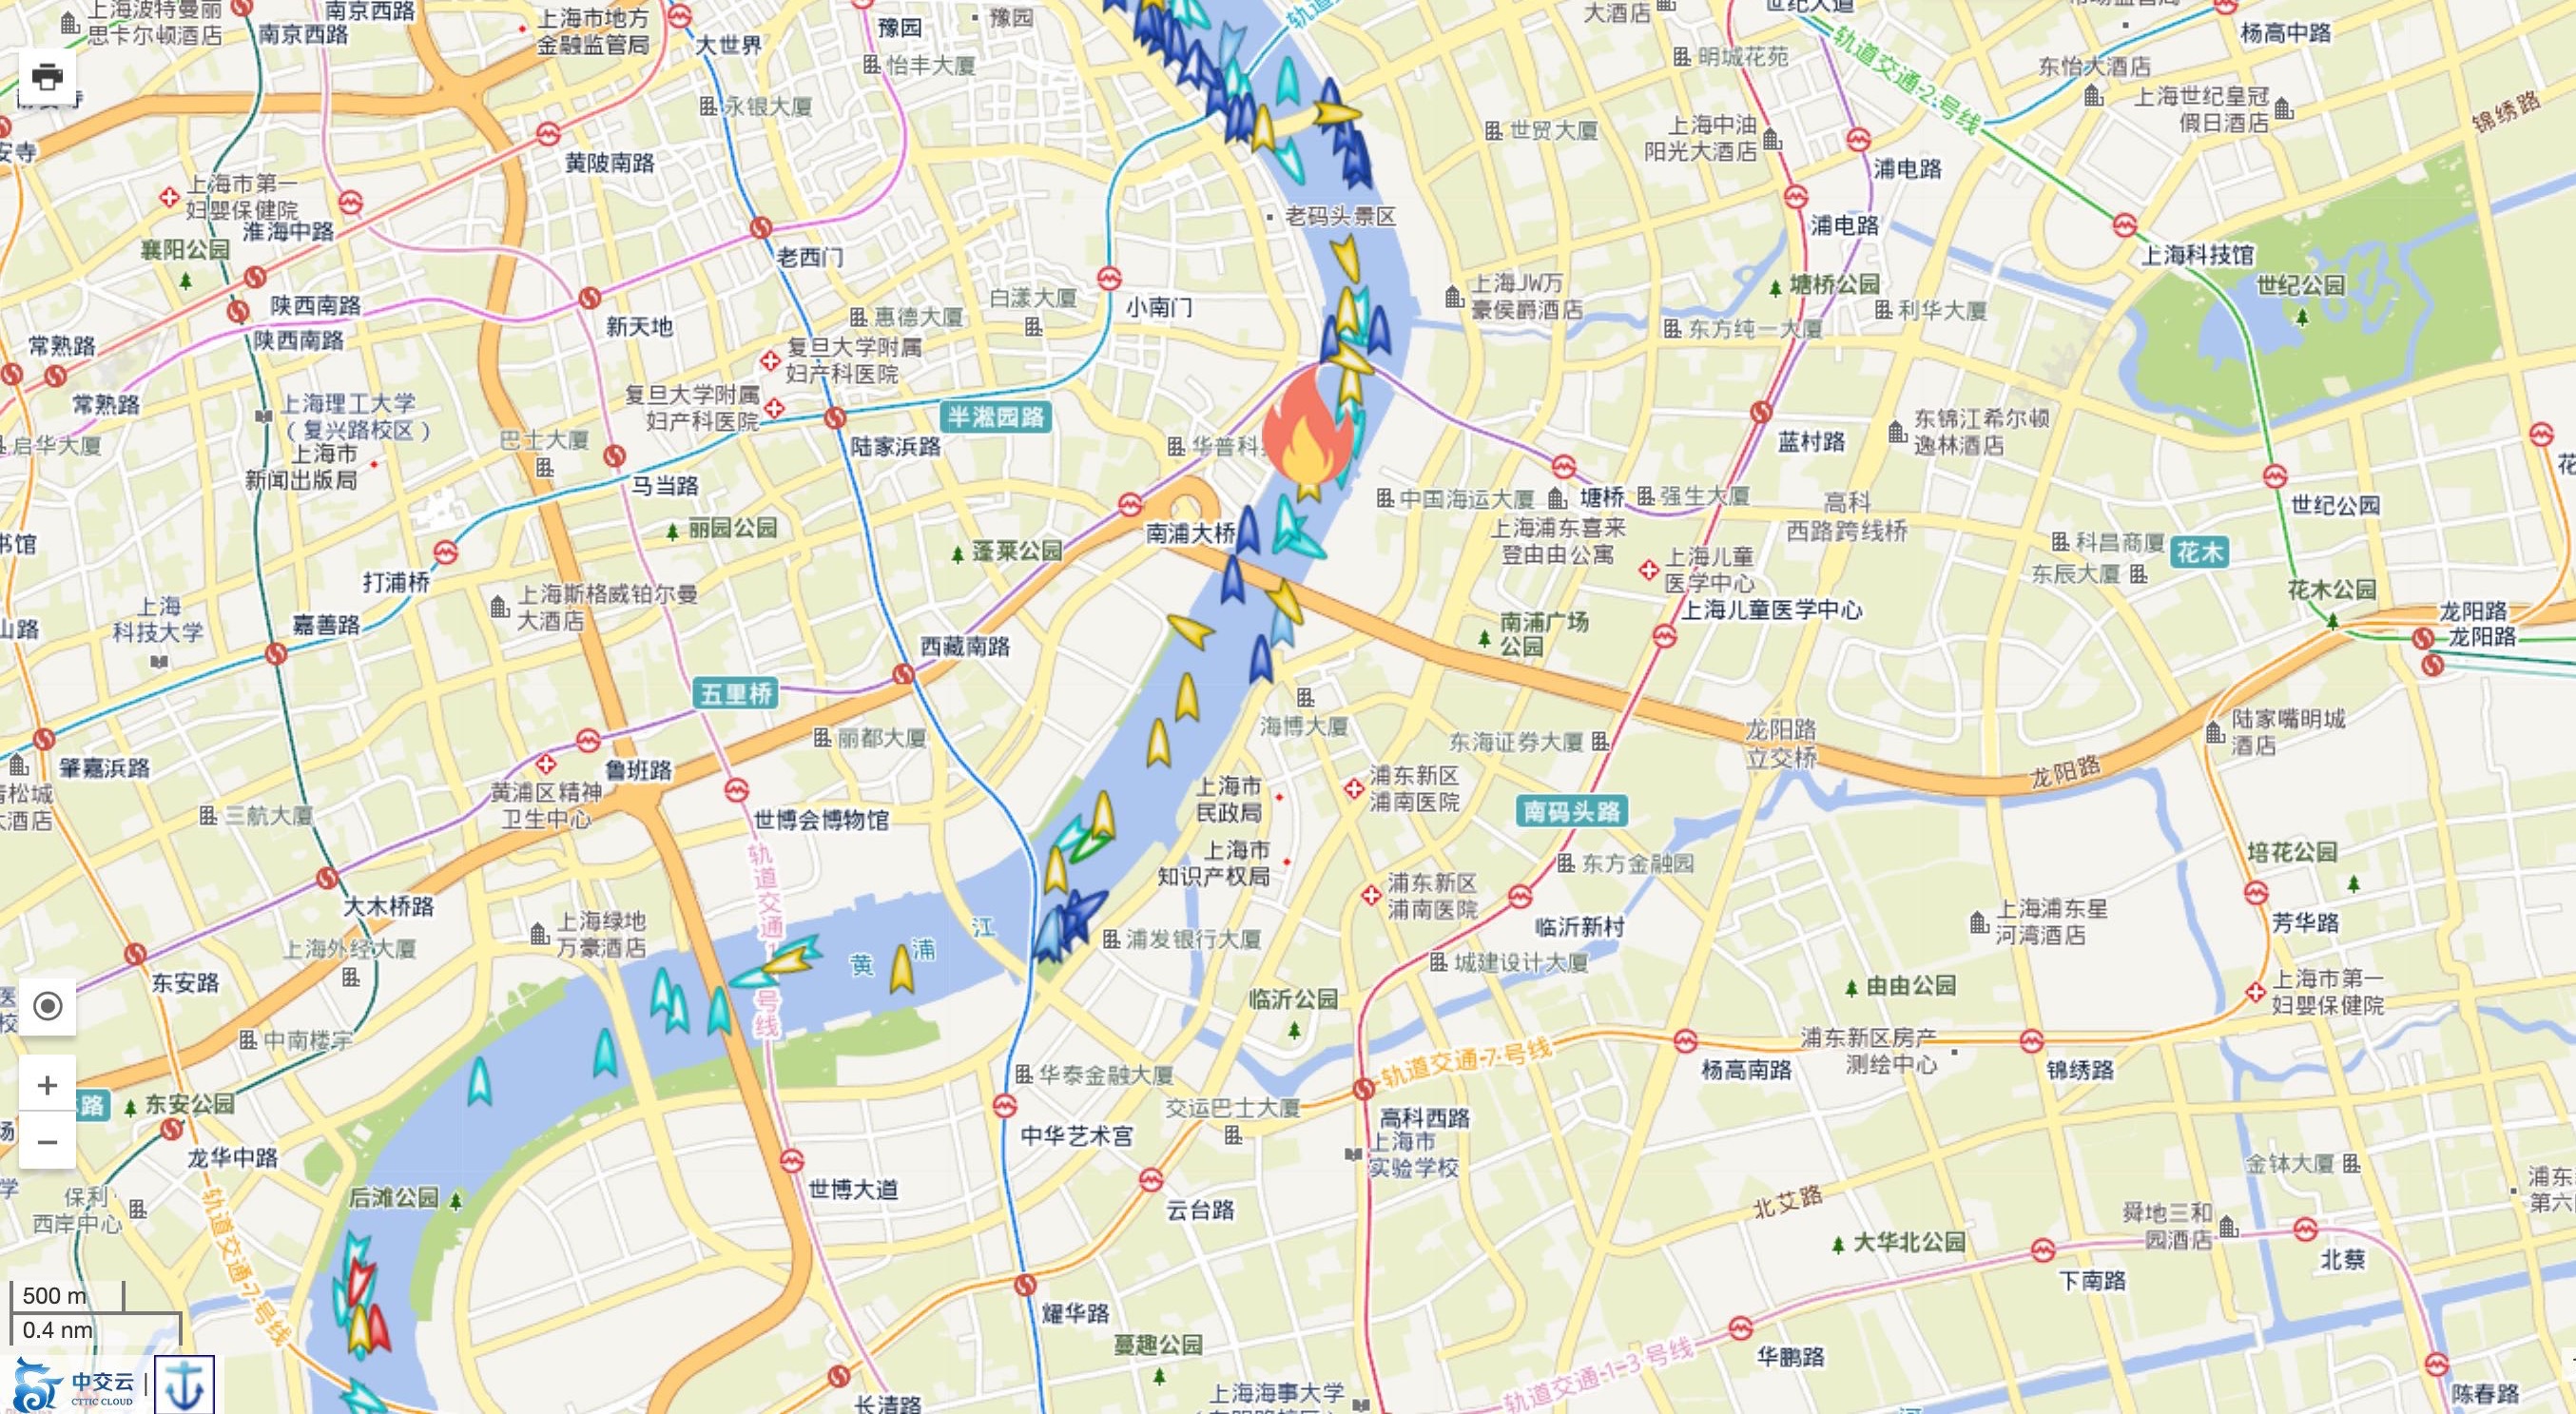 上海波特曼丽
思卡尔顿酒店
南京西路
南京西路
上海市地方
金融监管局
大世界
豫园
豫园
怡丰大厦
大酒店
明城花苑
轨道交通-2号线
杨高中路
东怡大酒店
上海世纪皇冠
假日酒店
锦绣路
永银大厦
黄陂南路
世贸大厦
上海中油
阳光大酒店
浦电路
上海市第一
妇婴保健院
淮海中路
襄阳公园
老码头景区
浦电路
上海科技馆
世纪公园
老西门
陕西南路
陕西南路
新天地
白漾大厦
惠德大厦
小南门
上海JW万
豪侯爵酒店
塘桥公园
利华大厦
东方纯一大厦
常熟路
常熟路
复旦大学附属
妇产科医院
复旦大学附属
妇产科医院
上海理工大学
（复兴路校区）
启华大厦
巴士大厦
上海市
新闻出版局
半淞园路
陆家浜路
华普科
蓝村路
东锦江希尔顿
逸林酒店
马当路
中国海运大厦
塘桥
强生大厦
高科
西路跨线桥
世纪公园
丽园公园
南浦大桥
蓬莱公园
上海浦东喜来
登由由公寓
上海儿童
医学中心
科昌商厦
花木
东辰大厦
花木公园
书馆
打浦桥
上海斯格威铂尔曼
大酒店
上海
科技大学
嘉善路
山路
西藏南路
南浦广场
公园
上海儿童医学中心
龙阳路
龙阳路
五里桥
海博大厦
丽都大厦
东海证券大厦
龙阳路
立交桥
陆家嘴明城
酒店
龙阳路
肇嘉浜路
鲁班路
黄浦区精神
卫生中心
三航大厦
世博会博物馆
上海市
民政局
浦东新区
浦南医院
南码头路
上海市
知识产权局
东方金融园
浦东新区
浦南医院
培花公园
大木桥路
上海绿地
万豪酒店
上海外经大厦
黄
浦
江
浦发银行大厦
临沂新村
上海浦东星
河湾酒店
芳华路
东安路
城建设计大厦
临沂公园
由由公园
上海市第一
妇婴保健院
中南楼宇
轨道交通-7-号线
杨高南路
浦东新区房产
测绘中心
锦绣路
华泰金融大厦
东安公园
交运巴士大厦
高科西路
中华艺术宫
上海市
实验学校
龙华中路
后滩公园
保利
西岸中心
世博大道
云台路
北艾路
金钵大厦
舜地三和
园酒店
大华北公园
北蔡
下南路
轨道交通-7-号线
耀华路
蔓趣公园
华鹏路
轨道交通-1-3号线
上海海事大学
长清路
陈春路
500 m
0.4 nm
中交云
CTTIC CLOUD